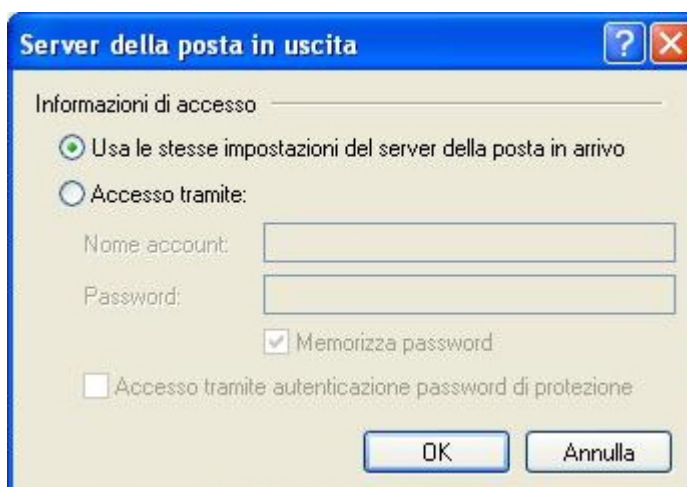 Server della posta in uscita
Informazioni di accesso
Usa le stesse impostazioni del server della posta in arrivo
Accesso tramite:
Nome account:
Password:
Memorizza password
Accesso tramite autenticazione password di protezione
OK Annulla